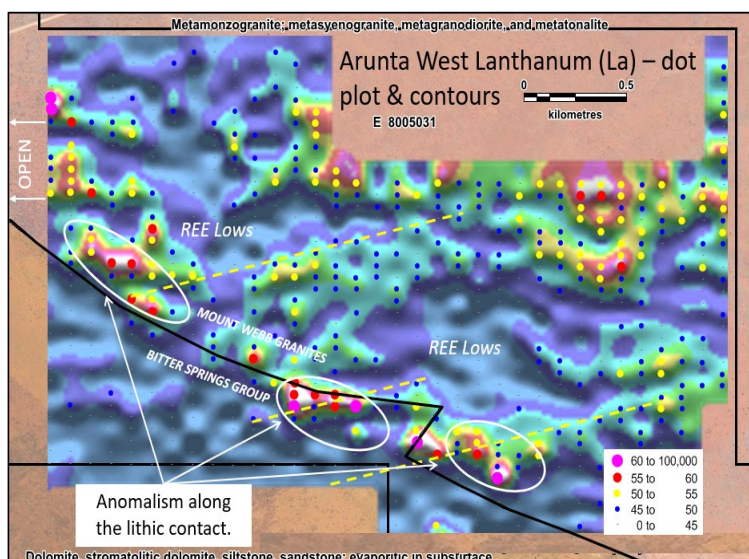 Metamonzogranite; metasyenogranite, metagranodiorite, and metatonalite
Arunta West Lanthanum (La) – dot
plot & contours
0 0.5
kilometres
E 8005031
OPEN
REE Lows
MOUNT WEBB GRANITES
BITTER SPRINGS GROUP
REE Lows
Anomalism along
the lithic contact.
60 to 100,000
55 to 60
50 to 55
45 to 50
0 to 45
Dolomite, stromatolitic dolomite, siltstone, sandstone; evaporitic in subsurface